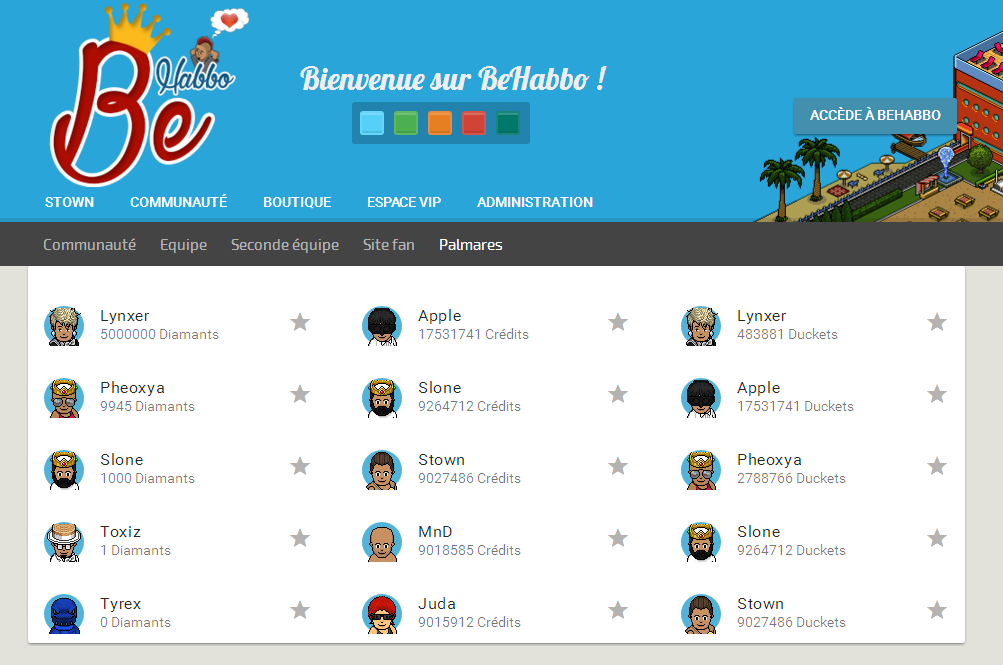 Be
Habbo
Bienvenue sur BeHabbo !
ACCÈDE À BEHABBO
STOWN COMMUNAUTÉ BOUTIQUE ESPACE VIP ADMINISTRATION
Communauté Equipe Seconde équipe Site fan Palmares
Lynxer
5000000 Diamants
Apple
17531741 Crédits
Lynxer
483881 Duckets
Pheoxya
9945 Diamants
Slone
9264712 Crédits
Apple
17531741 Duckets
Slone
1000 Diamants
Stown
9027486 Crédits
Pheoxya
2788766 Duckets
Toxiz
1 Diamants
MnD
9018585 Crédits
Slone
9264712 Duckets
Tyrex
0 Diamants
Juda
9015912 Crédits
Stown
9027486 Duckets